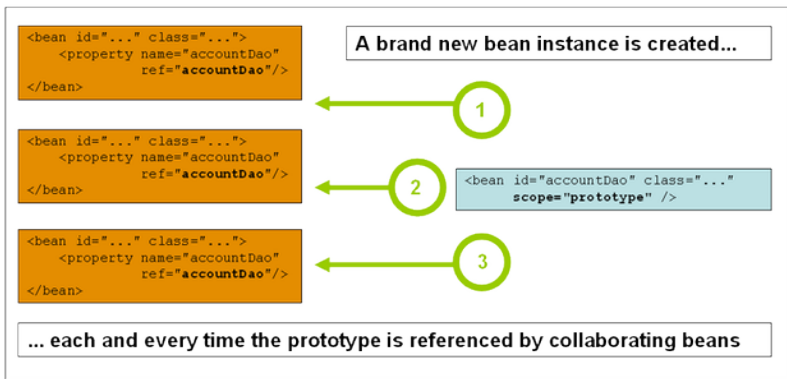 <bean id="..." class="...">
<property name="accountDao"
ref="accountDao"/>
</bean>
A brand new bean instance is created...
1
<bean id="..." class="...">
<property name="accountDao"
ref="accountDao"/>
</bean>
2
<bean id="accountDao" class="..."
scope="prototype" />
<bean id="..." class="...">
<property name="accountDao"
ref="accountDao"/>
</bean>
3
... each and every time the prototype is referenced by collaborating beans